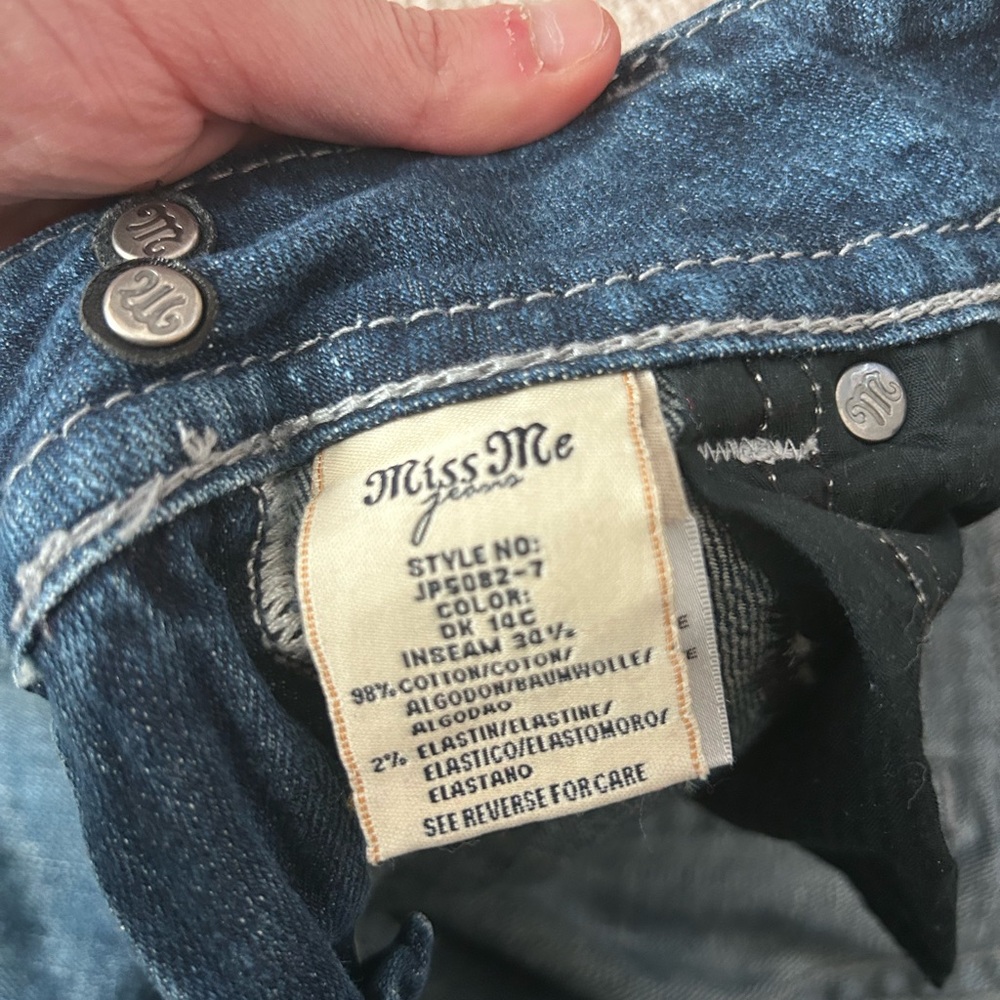 Miss Me
jeans
STYLE NO:
JP5082-7
COLOR:
DK 14C
INSEAM 34½
98% COTTON/COTON/
ALGODON/BAUMWOLLE/
ALGODAO
2% ELASTIN/ELASTINE/
ELASTICO/ELASTOMORO/
ELASTANO
SEE REVERSE FOR CARE
E
E
M
M
M